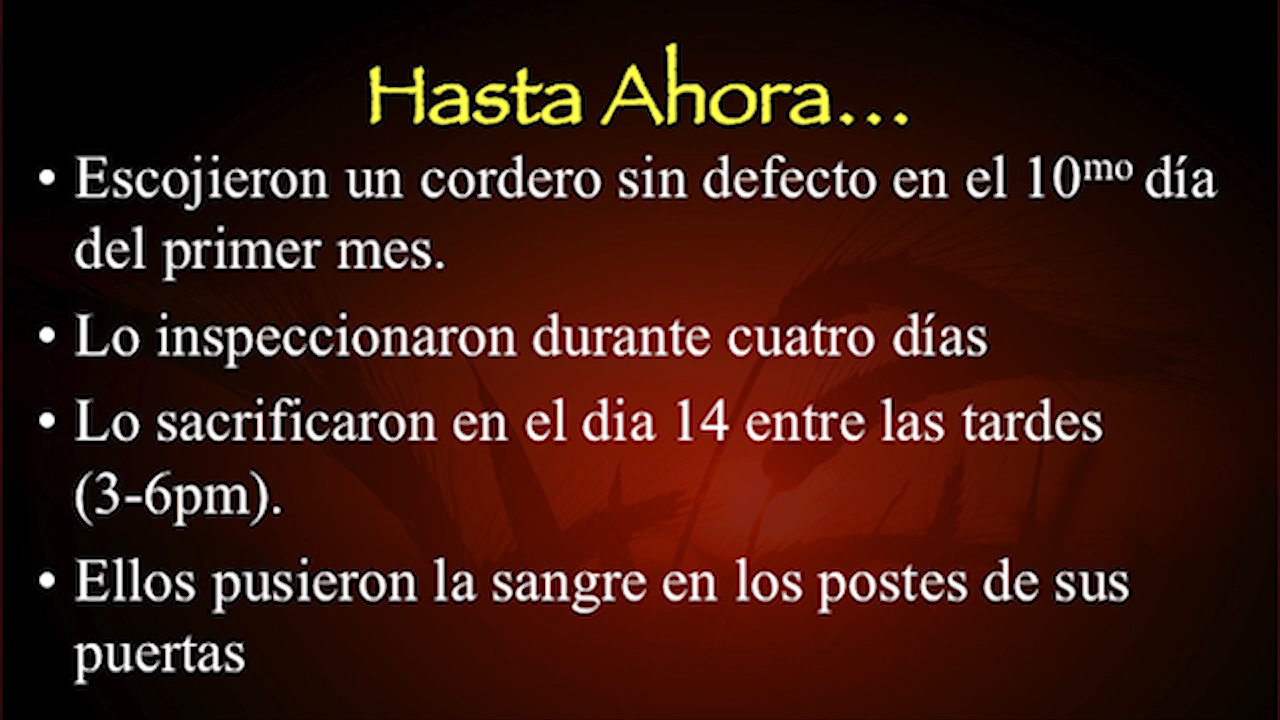 Hasta Ahora...
• Escojieron un cordero sin defecto en el 10mo día
del primer mes.
• Lo inspeccionaron durante cuatro días
• Lo sacrificaron en el dia 14 entre las tardes
(3-6pm).
• Ellos pusieron la sangre en los postes de sus
puertas